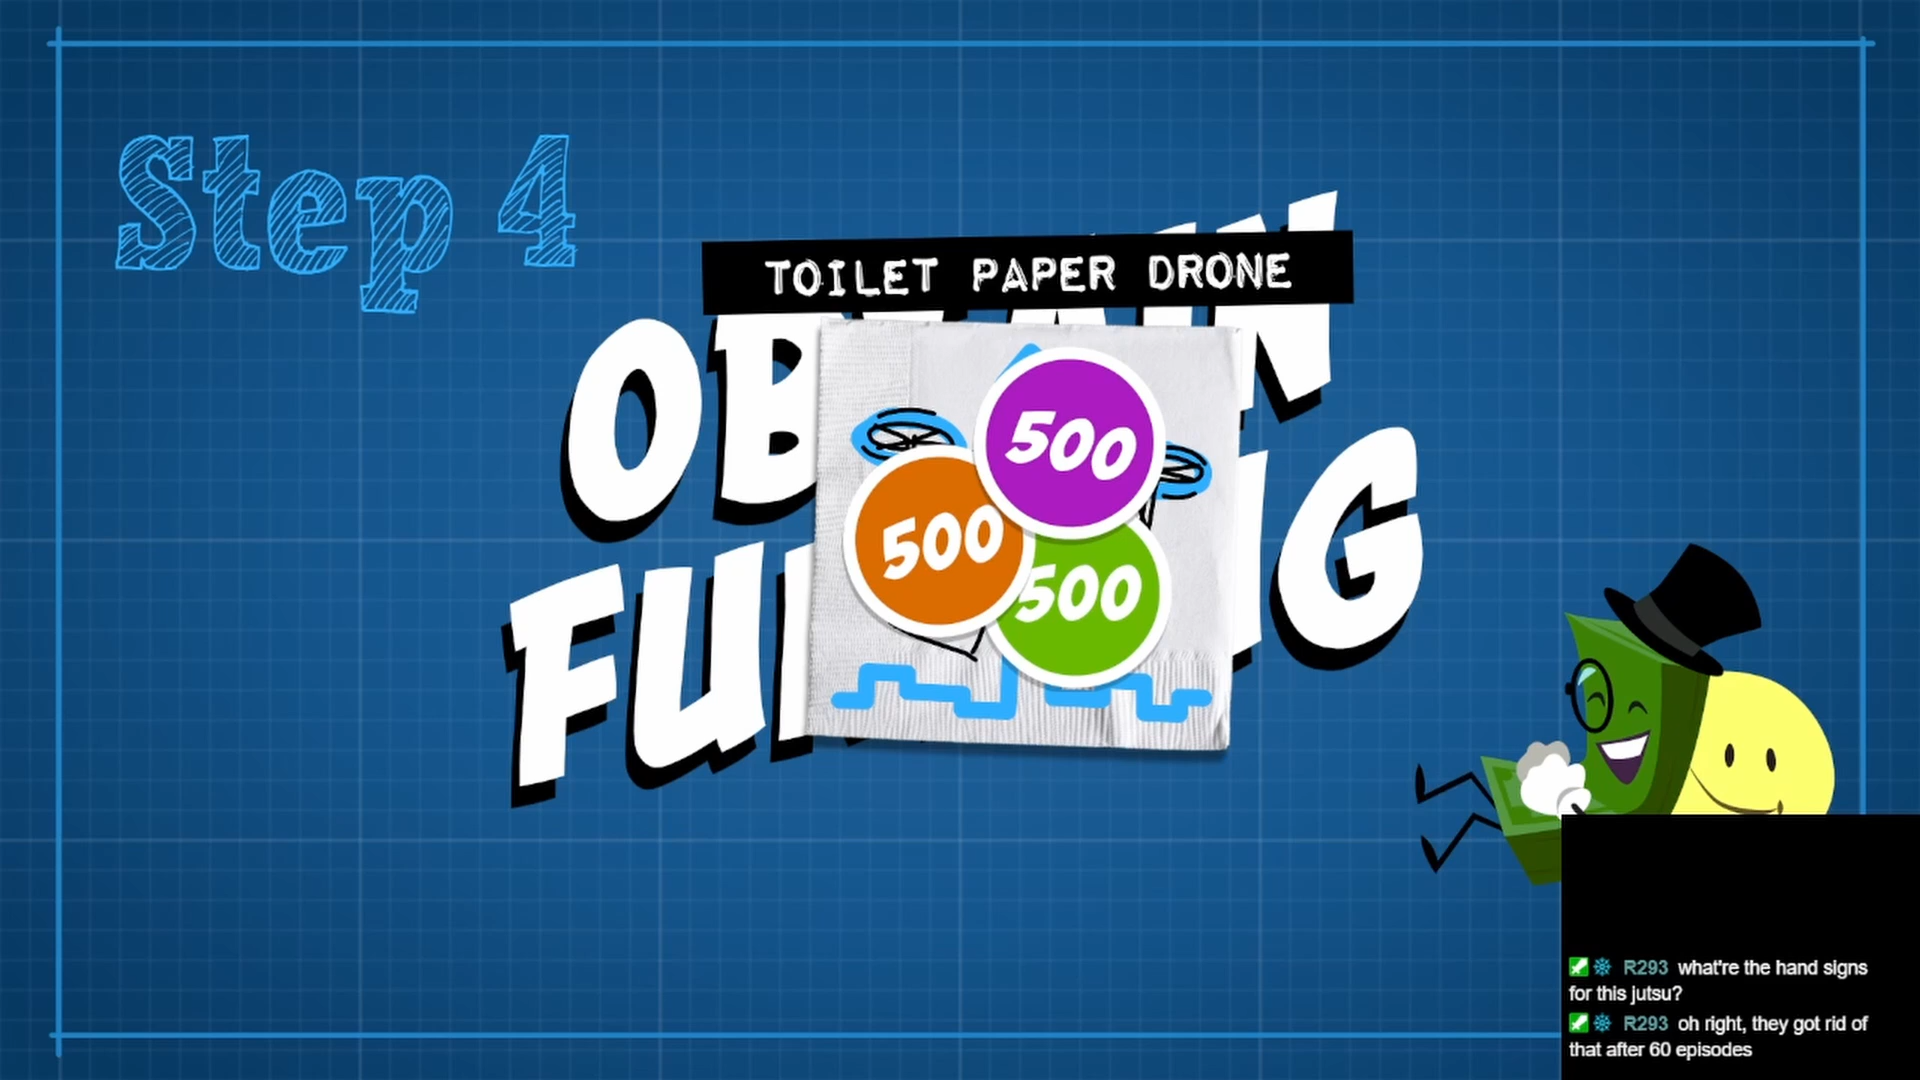 Step 4
TOILET PAPER DRONE
500
500
500
R293 what're the hand signs
for this jutsu?
R293 oh right, they got rid of
that after 60 episodes